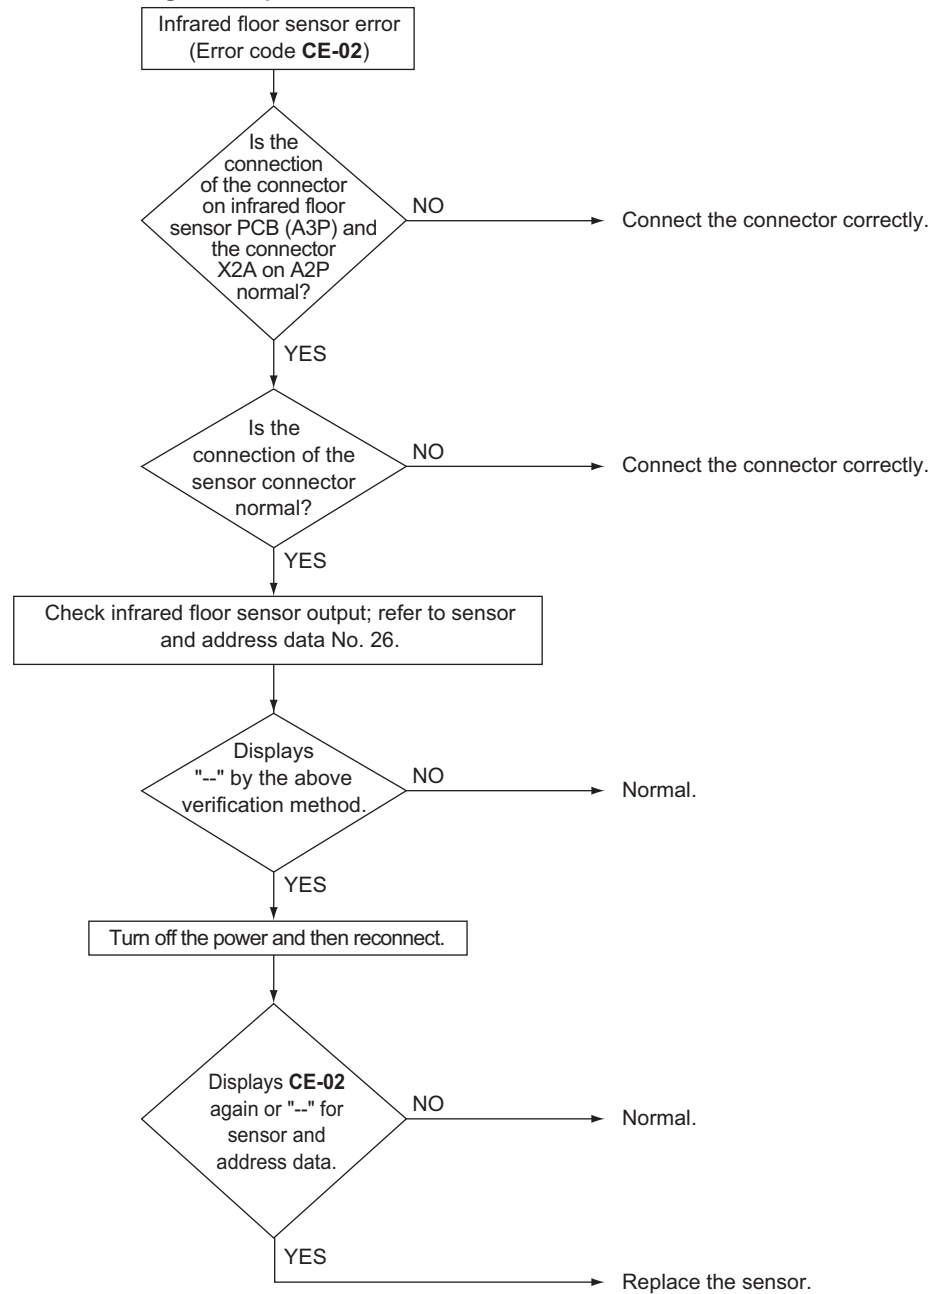 Infrared floor sensor error
(Error code CE-02)
Is the
connection
of the connector
on infrared floor
sensor PCB (A3P) and
the connector
X2A on A2P
normal?
NO
Connect the connector correctly.
YES
Is the
connection of the
sensor connector
normal?
NO
Connect the connector correctly.
YES
Check infrared floor sensor output; refer to sensor
and address data No. 26.
Displays
"--" by the above
verification method.
NO
Normal.
YES
Turn off the power and then reconnect.
Displays CE-02
again or "--" for
sensor and
address data.
NO
Normal.
YES
Replace the sensor.